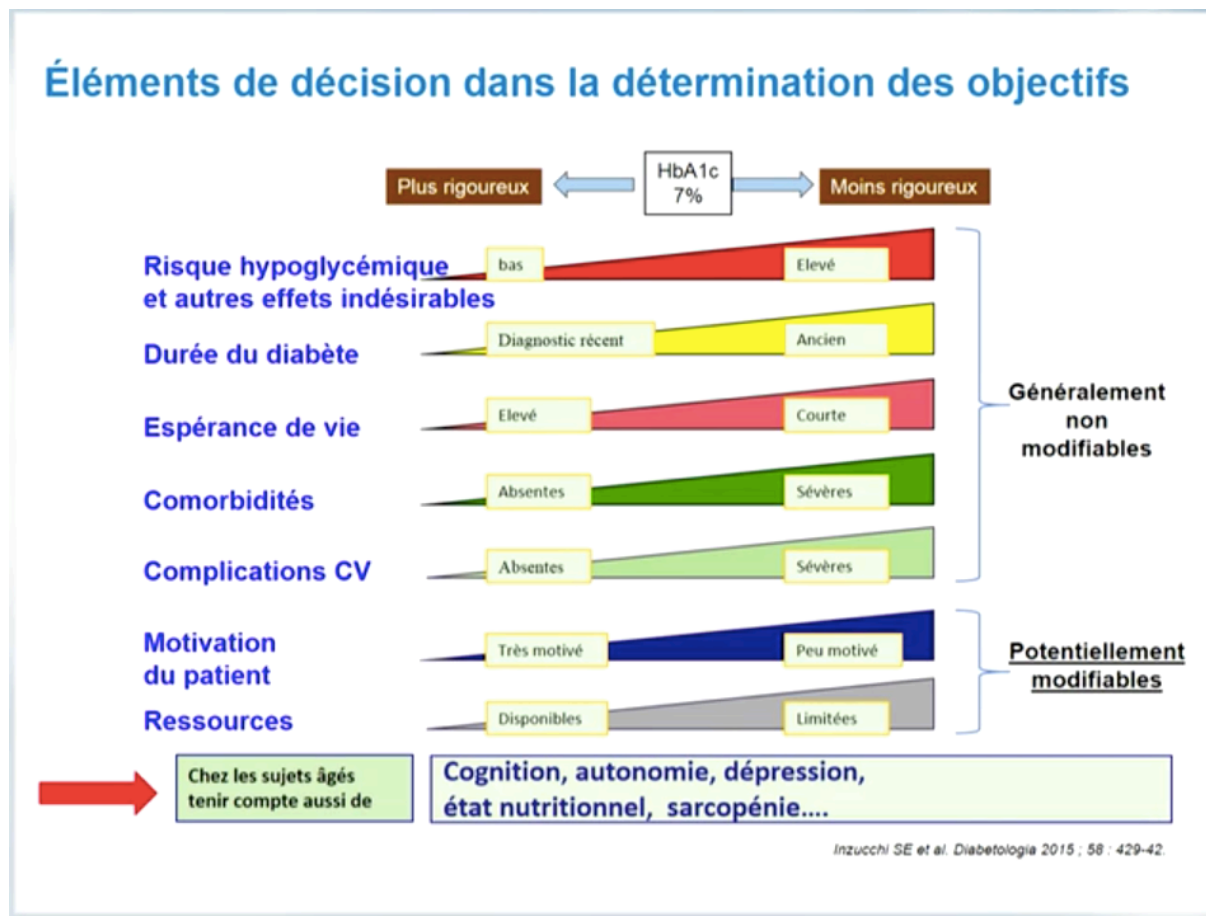 Éléments de décision dans la détermination des objectifs
HbA1c
7%
Plus rigoureux
Moins rigoureux
Risque hypoglycémique
et autres effets indésirables
bas
Elevé
Durée du diabète
Diagnostic récent
Ancien
Espérance de vie
Elevé
Courte
Comorbidités
Absentes
Sévères
Complications CV
Absentes
Sévères
Généralement
non
modifiables
Motivation
du patient
Très motivé
Peu motivé
Ressources
Disponibles
Limitées
Potentiellement
modifiables
Chez les sujets âgés
tenir compte aussi de
Cognition, autonomie, dépression,
état nutritionnel, sarcopénie....
Inzucchi SE et al. Diabetologia 2015 ; 58 : 429-42.